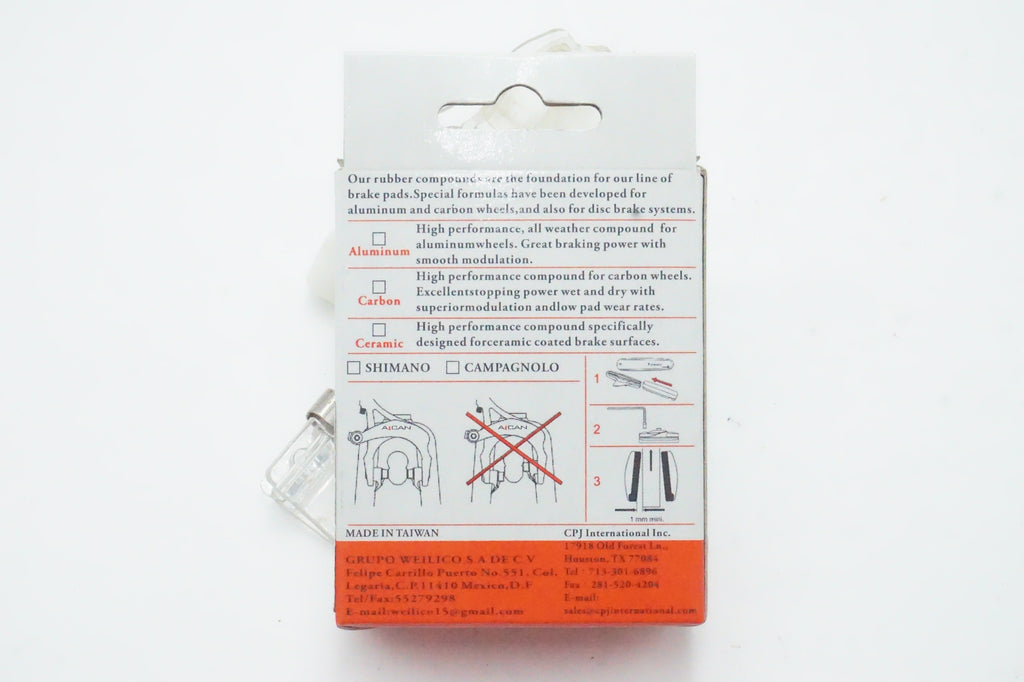 Our rubber compounds are the foundation for our line of
brake pads.Special formulas have been developed for
aluminum and carbon wheels,and also for disc brake systems.
Aluminum
High performance, all weather compound for
aluminumwheels. Great braking power with
smooth modulation.
Carbon
High performance compound for carbon wheels.
Excellentstopping power wet and dry with
superiormodulation andlow pad wear rates.
Ceramic
High performance compound specifically
designed forceramic coated brake surfaces.
SHIMANO CAMPAGNOLO
AICAN
AICAN
1
2
3
1 mm mini.
MADE IN TAIWAN
GRUPO WEILICO S A DE C V
Felipe Carrillo Puerto No.551. Col.
Legaria,C.P.11410 Mexico,D.F
Tel/Fax:53279298
E-mail:weilico15@gmail.com
CPJ International Inc.
17918 Old Forest Ln.,
Houston, TX 77084
Tel : 713-301-6896
Fax : 281-520-4204
E-mail:
sales@cpjinternational.com